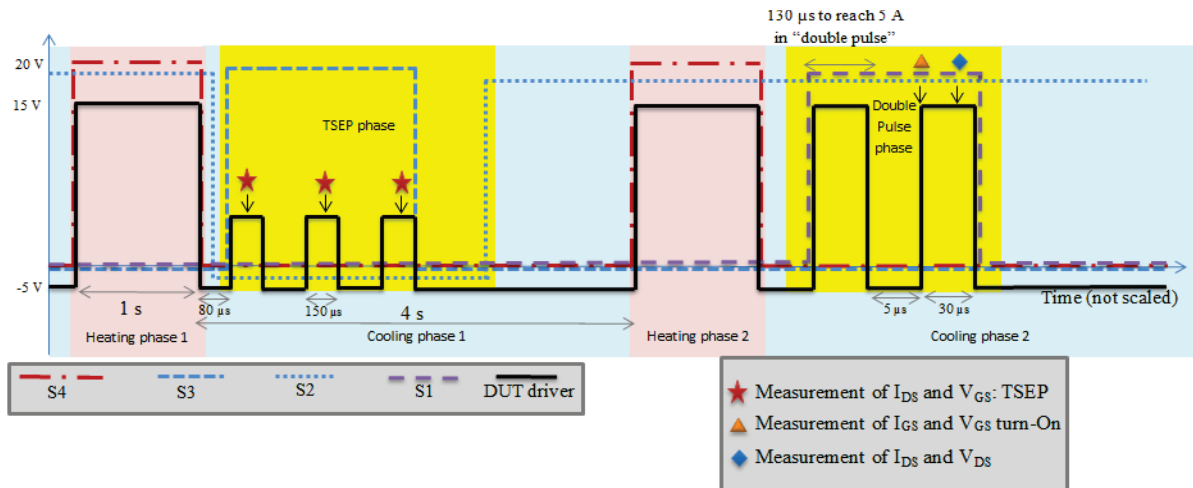 130 µs to reach 5 A
in “double pulse”
20 V
15 V
-5 V
TSEP phase
Double
Pulse
phase
1 s
80 µs
150 µs
4 s
5 µs
30 µs
Time (not scaled)
Heating phase 1
Cooling phase 1
Heating phase 2
Cooling phase 2
S4
S3
S2
S1
DUT driver
Measurement of IDS and VGS: TSEP
Measurement of IGS and VGS turn-On
Measurement of IDS and VDS